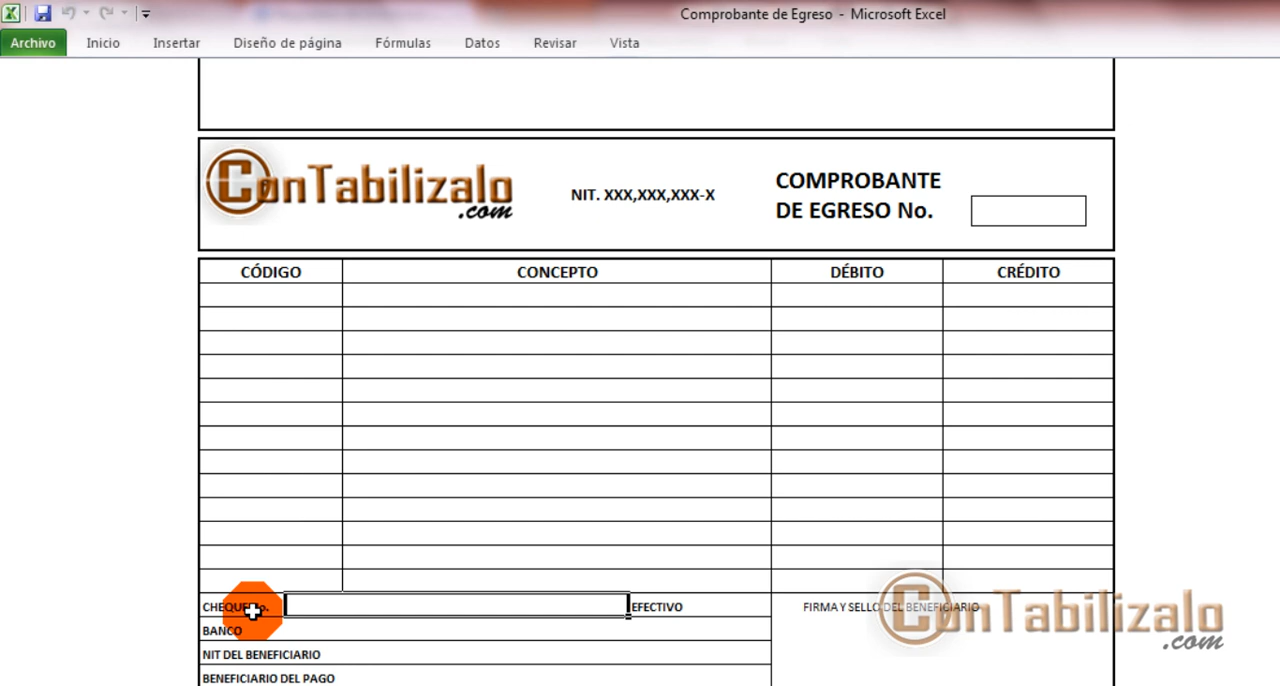 Comprobante de Egreso - Microsoft Excel
Archivo Inicio Insertar Diseño de página Fórmulas Datos Revisar Vista
ConTabilizalo
.com
NIT. XXX,XXX,XXX-X
COMPROBANTE
DE EGRESO No.
CÓDIGO CONCEPTO DÉBITO CRÉDITO
CHEQUE No. EFECTIVO FIRMA Y SELLO DEL BENEFICIARIO
BANCO
NIT DEL BENEFICIARIO
BENEFICIARIO DEL PAGO
ConTabilizalo
.com